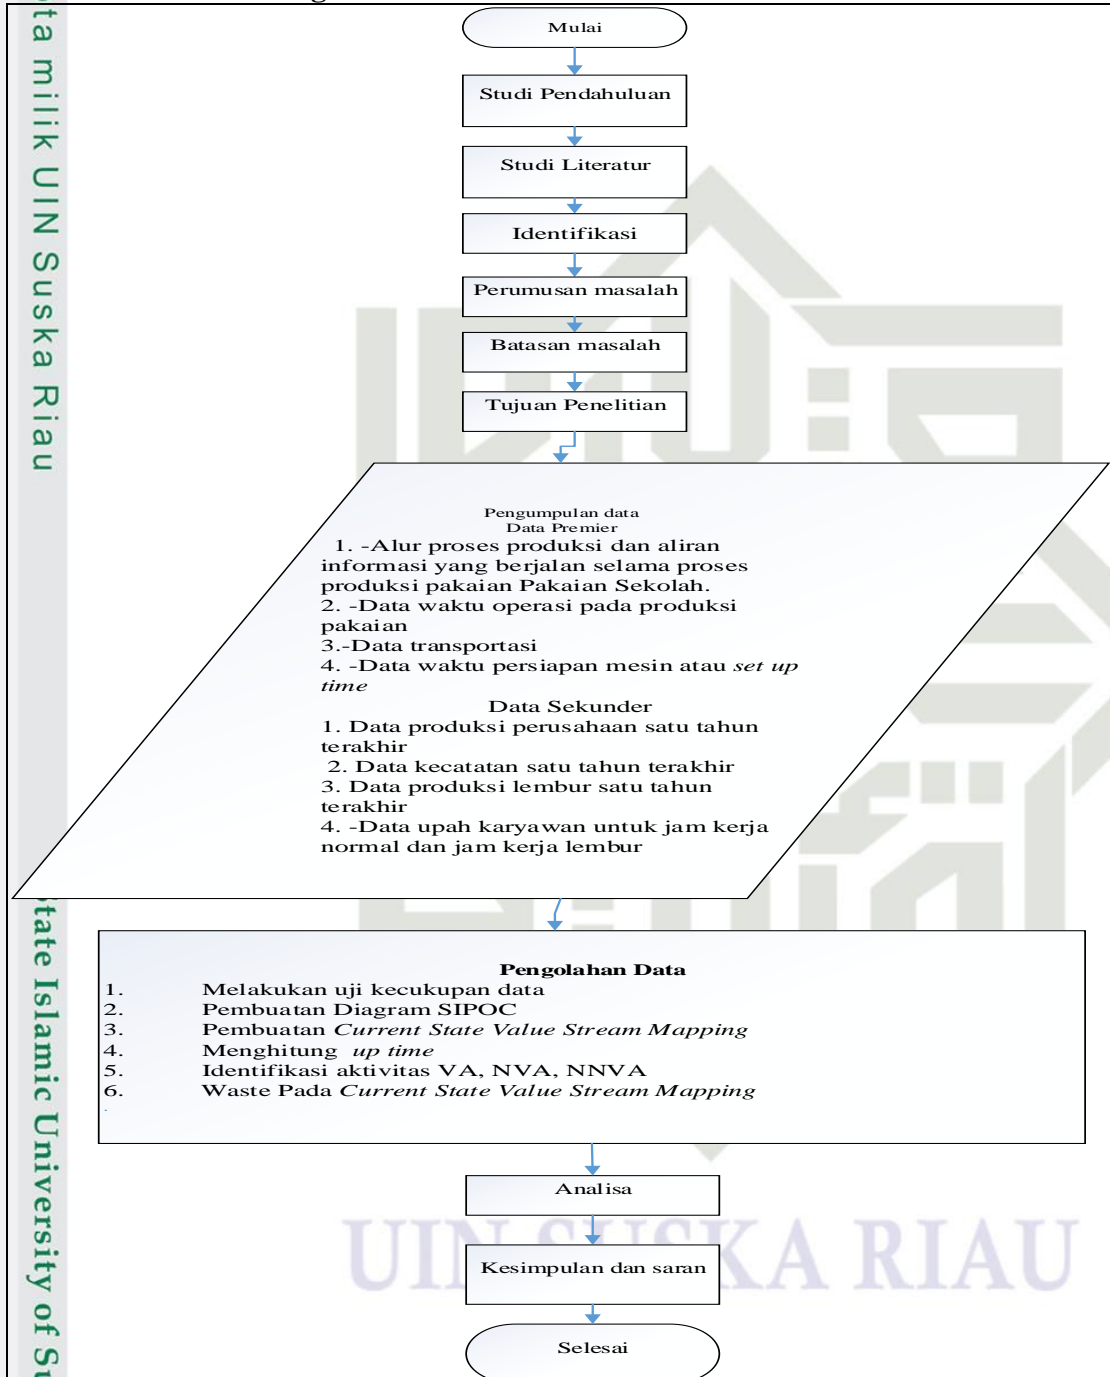 Mulai
Studi Pendahuluan
Studi Literatur
Identifikasi
Perumusan masalah
Batasan masalah
Tujuan Penelitian
Pengumpulan data
Data Premier
1. -Alur proses produksi dan aliran
informasi yang berjalan selama proses
produksi pakaian Pakaian Sekolah.
2. -Data waktu operasi pada produksi
pakaian
3.-Data transportasi
4. -Data waktu persiapan mesin atau set up
time
Data Sekunder
1. Data produksi perusahaan satu tahun
terakhir
2. Data kecatatan satu tahun terakhir
3. Data produksi lembur satu tahun
terakhir
4. -Data upah karyawan untuk jam kerja
normal dan jam kerja lembur
Pengolahan Data
1. Melakukan uji kecukupan data
2. Pembuatan Diagram SIPOC
3. Pembuatan Current State Value Stream Mapping
4. Menghitung up time
5. Identifikasi aktivitas VA, NVA, NNVA
6. Waste Pada Current State Value Stream Mapping
Analisa
Kesimpulan dan saran
Selesai
milik UIN Suska Riau
Islamic University of
UIN SUSKA RIAU